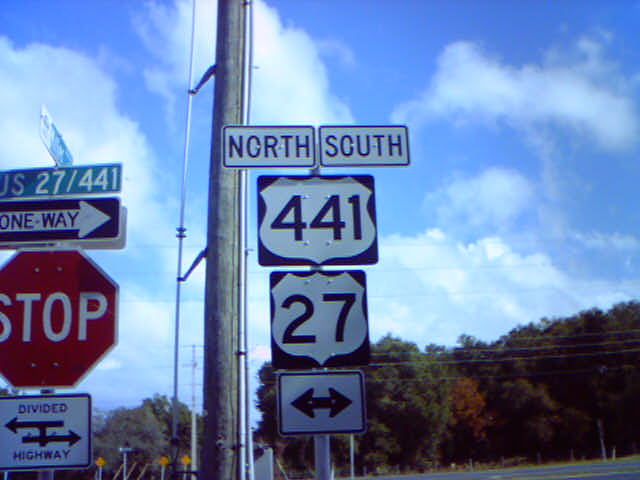 US 27/441
ONE-WAY
STOP
DIVIDED
HIGHWAY
NORTH SOUTH
441
27